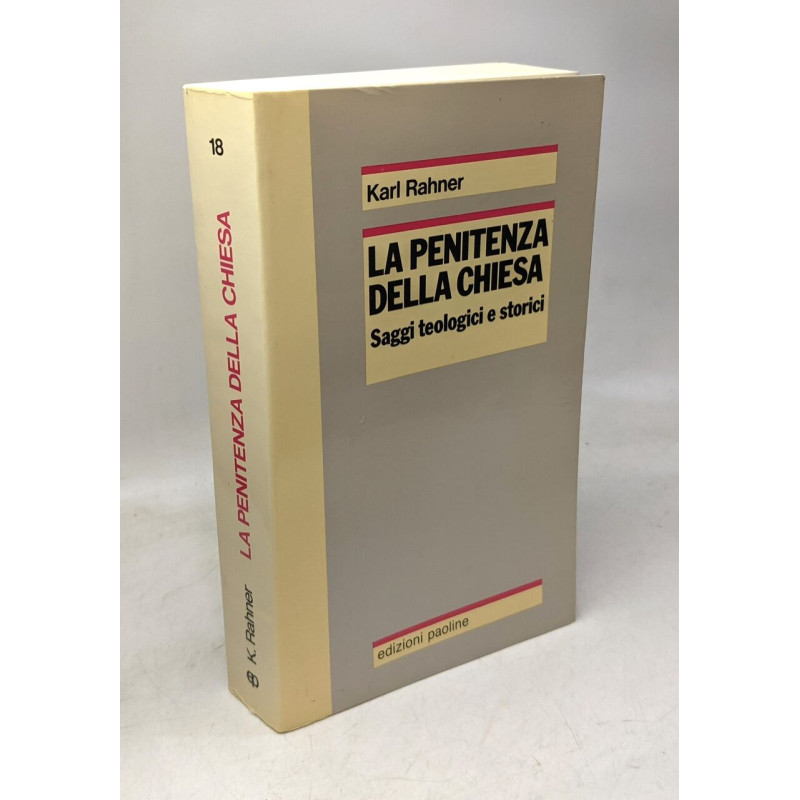 18
LA PENITENZA DELLA CHIESA
K. Rahner
Karl Rahner
LA PENITENZA
DELLA CHIESA
Saggi teologici e storici
edizioni paoline